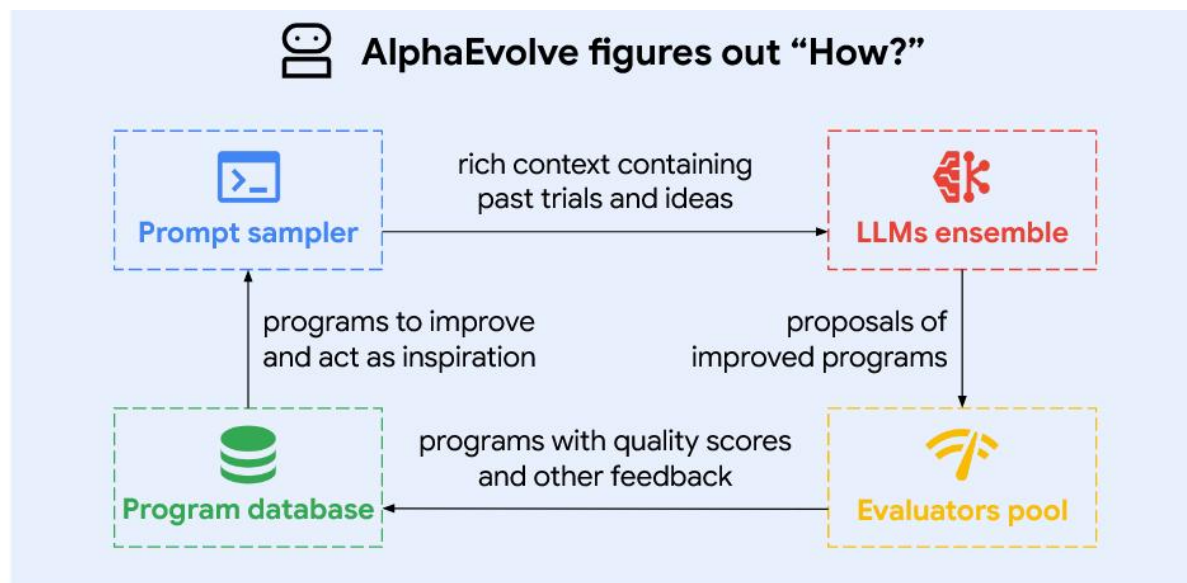 AlphaEvolve figures out “How?”
Prompt sampler
rich context containing
past trials and ideas
LLMs ensemble
programs to improve
and act as inspiration
proposals of
improved programs
Program database
programs with quality scores
and other feedback
Evaluators pool